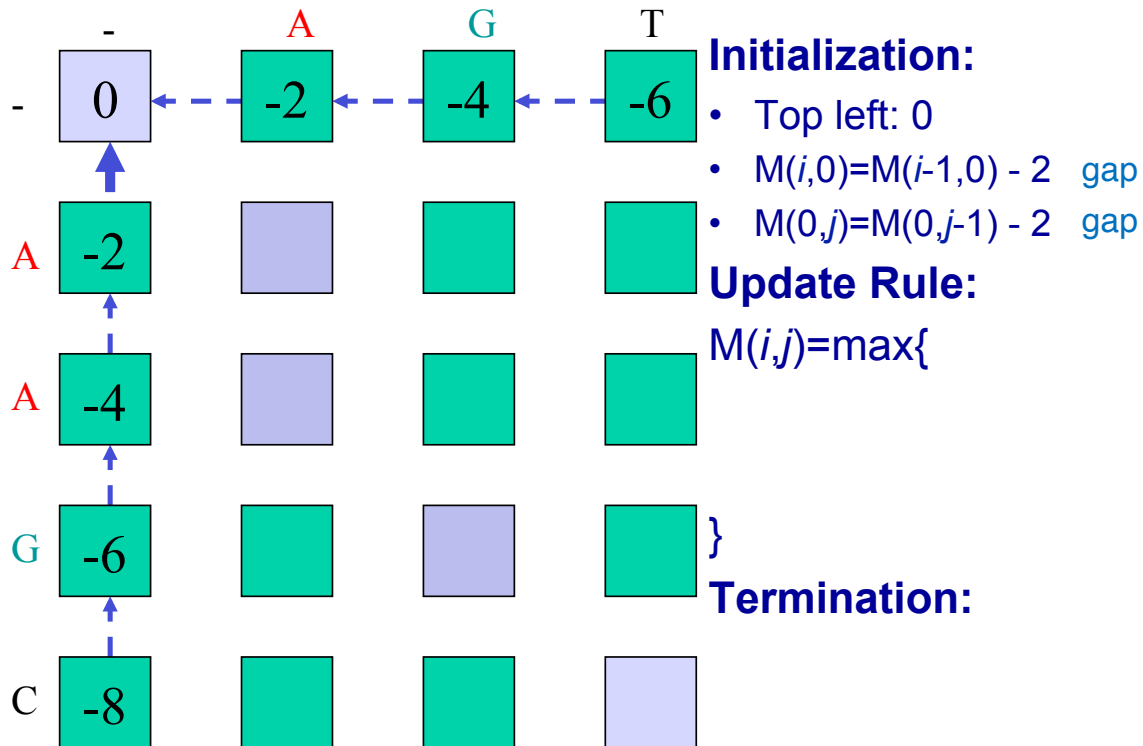 - A G T
- 0 -2 -4 -6
A -2
A -4
G -6
C -8
Initialization:
• Top left: 0
• M(i,0)=M(i-1,0) - 2 gap
• M(0,j)=M(0,j-1) - 2 gap
Update Rule:
M(i,j)=max{
}
Termination: